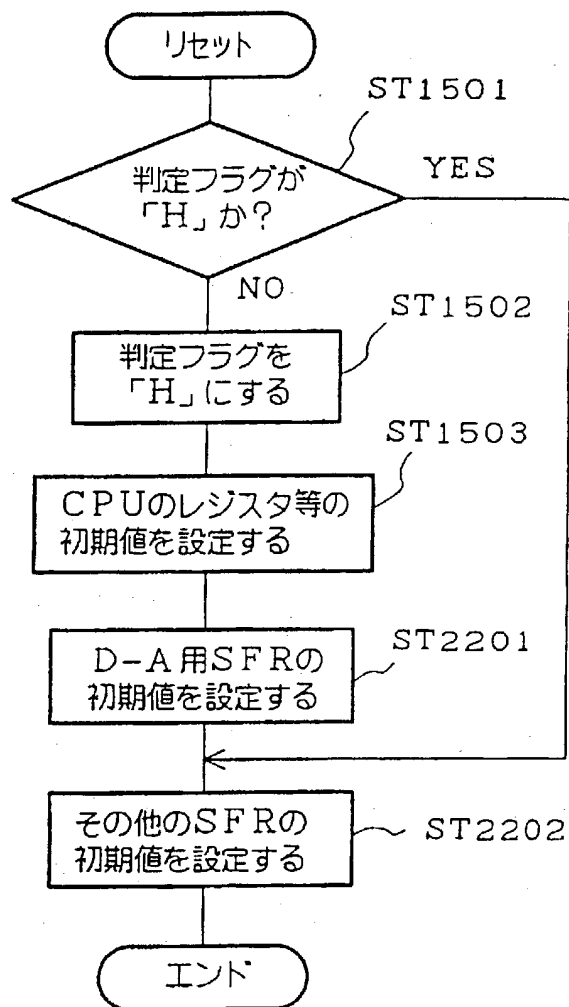 リセット
ST1501
判定フラグが
「H」か？
YES
NO
ST1502
判定フラグを
「H」にする
ST1503
CPUのレジスタ等の
初期値を設定する
ST2201
D-A用SFRの
初期値を設定する
その他のSFRの
初期値を設定する
ST2202
エンド